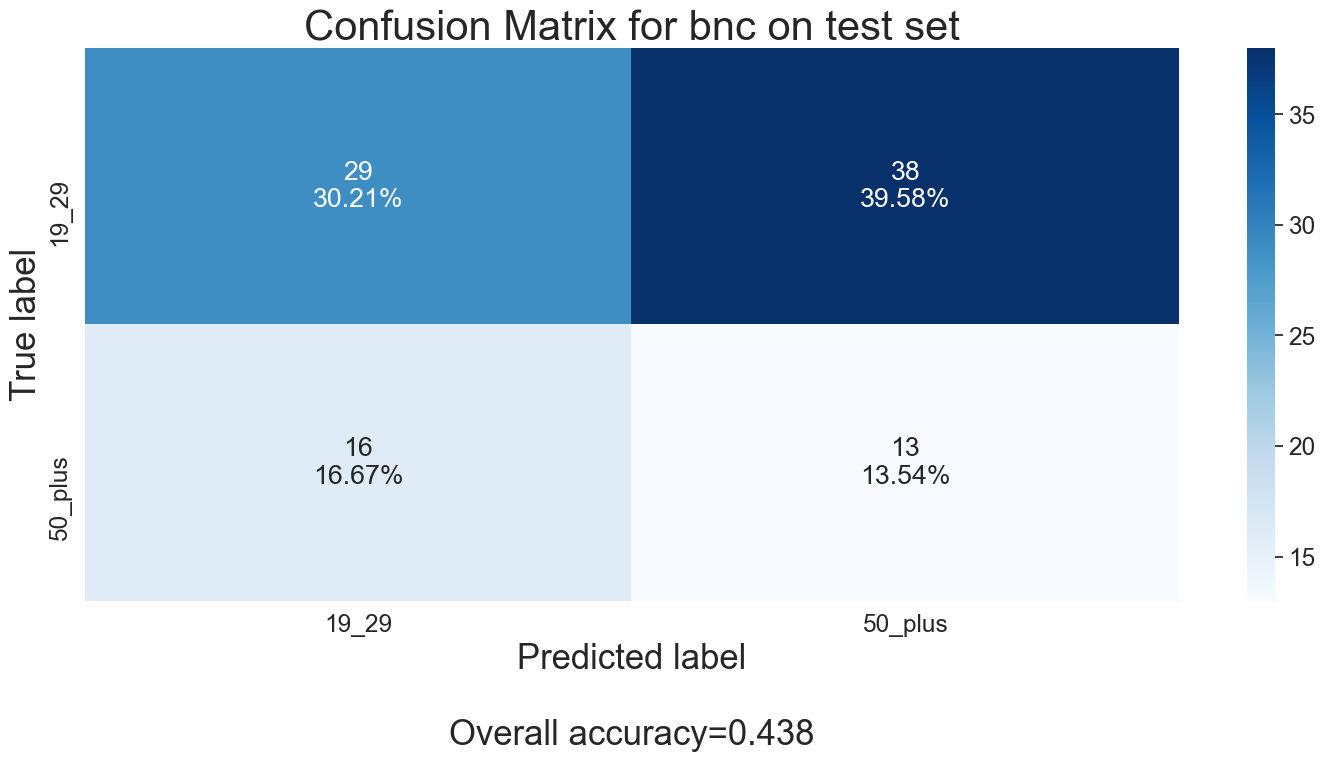 Confusion Matrix for bnc on test set
True label
19_29
29
30.21%
38
39.58%
50_plus
16
16.67%
13
13.54%
19_29
50_plus
Predicted label
Overall accuracy=0.438
35
30
25
20
15